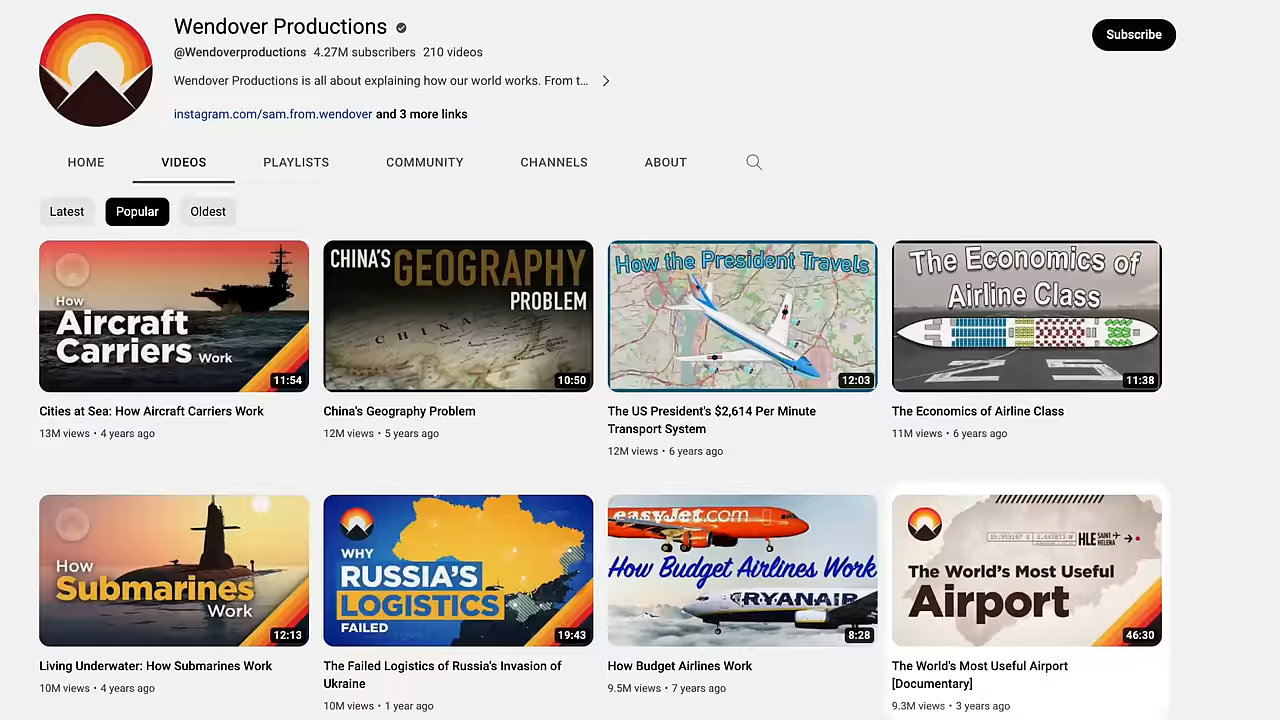 Wendover Productions
@Wendoverproductions 4.27M subscribers 210 videos
Wendover Productions is all about explaining how our world works. From t...
instagram.com/sam.from.wendover and 3 more links
Subscribe
HOME VIDEOS PLAYLISTS COMMUNITY CHANNELS ABOUT
Latest Popular Oldest
How
Aircraft
Carriers Work
11:54
Cities at Sea: How Aircraft Carriers Work
13M views • 4 years ago
CHINA'S GEOGRAPHY
PROBLEM
CHINA
10:50
China's Geography Problem
12M views • 5 years ago
How the President Travels
12:03
The US President's $2,614 Per Minute
Transport System
12M views • 6 years ago
The Economics of
Airline Class
11:38
The Economics of Airline Class
11M views • 6 years ago
How
Submarines
Work
12:13
Living Underwater: How Submarines Work
10M views • 4 years ago
WHY
RUSSIA'S
LOGISTICS
FAILED
19:43
The Failed Logistics of Russia's Invasion of
Ukraine
10M views • 1 year ago
easyJet.com
How Budget Airlines Work
RYANAIR
8:28
How Budget Airlines Work
9.5M views • 7 years ago
HLE SAINT
HELENA
The World's Most Useful
Airport
46:30
The World's Most Useful Airport
[Documentary]
9.3M views • 3 years ago